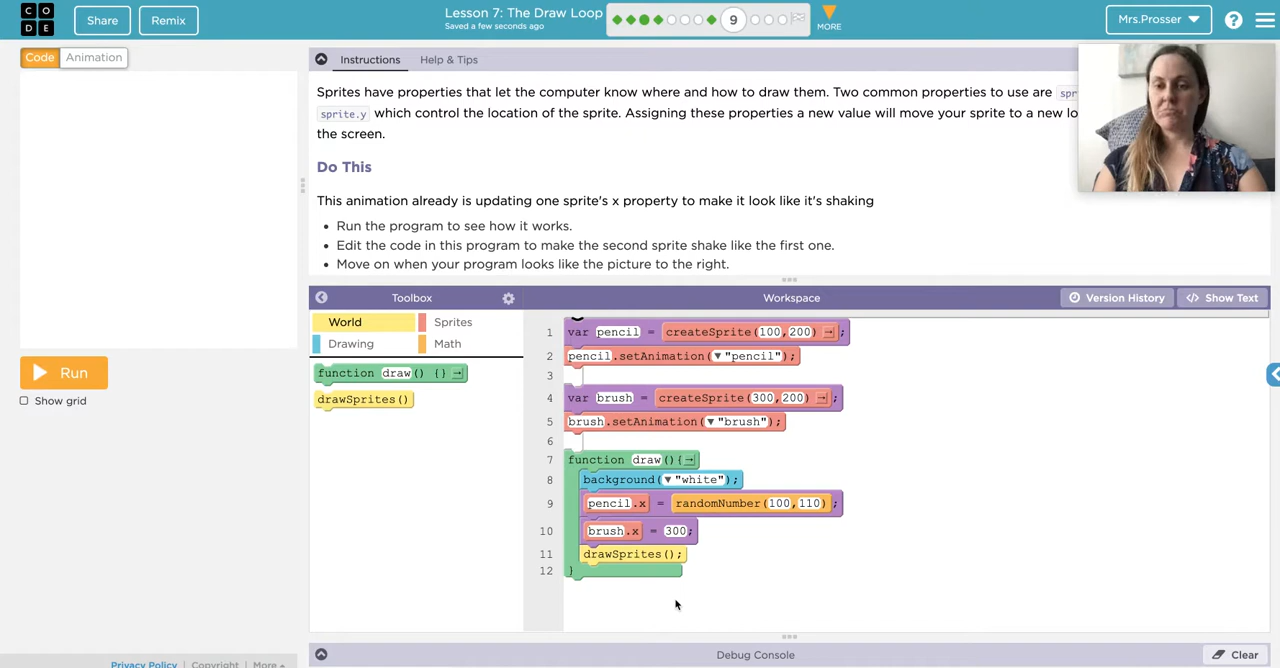 C O D E
Share
Remix
Lesson 7: The Draw Loop
Saved a few seconds ago
9
MORE
Mrs.Prosser
?
Code
Animation
Instructions
Help & Tips
Sprites have properties that let the computer know where and how to draw them. Two common properties to use are spr
sprite.y which control the location of the sprite. Assigning these properties a new value will move your sprite to a new lo
the screen.
Do This
This animation already is updating one sprite's x property to make it look like it's shaking
• Run the program to see how it works.
• Edit the code in this program to make the second sprite shake like the first one.
• Move on when your program looks like the picture to the right.
Toolbox
Workspace
Version History
</> Show Text
World
Sprites
Drawing
Math
function draw() {}
drawSprites()
Run
Show grid
1 var pencil = createSprite(100,200);
2 pencil.setAnimation("pencil");
3
4 var brush = createSprite(300,200);
5 brush.setAnimation("brush");
6
7 function draw(){
8 background("white");
9 pencil.x = randomNumber(100,110);
10 brush.x = 300;
11 drawSprites();
12 }
Debug Console
Clear
Privacy Policy | Copyright | More